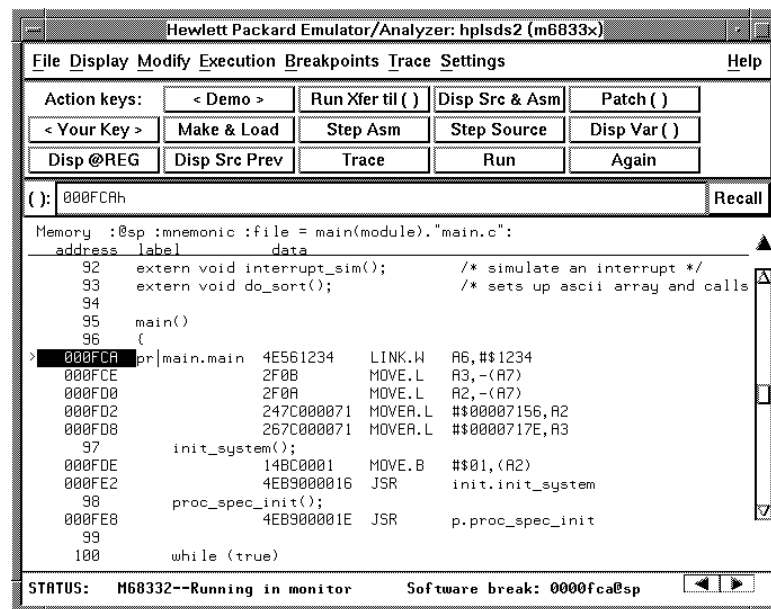 Hewlett Packard Emulator/Analyzer: hplsds2 (m6833x)
File Display Modify Execution Breakpoints Trace Settings Help
Action keys: < Demo > Run Xfer til ( ) Disp Src & Asm Patch ( )
< Your Key > Make & Load Step Asm Step Source Disp Var ( )
Disp @REG Disp Src Prev Trace Run Again
( ): 000FCAh Recall
Memory :@sp :mnemonic :file = main(module)."main.c":
address label data
92 extern void interrupt_sim(); /* simulate an interrupt */
93 extern void do_sort(); /* sets up ascii array and calls
94
95 main()
96 {
> 000FCA pr|main.main 4E561234 LINK.W A6,#$1234
000FCE 2F0B MOVE.L A3,-(A7)
000FD0 2F0A MOVE.L A2,-(A7)
000FD2 247C000071 MOVEA.L #$00007156,A2
000FD8 267C000071 MOVEA.L #$0000717E,A3
97 init_system();
000FDE 14BC0001 MOVE.B #$01,(A2)
000FE2 4EB9000016 JSR init.init_system
98 proc_spec_init();
000FE8 4EB900001E JSR p.proc_spec_init
99
100 while (true)
STATUS: M68332--Running in monitor Software break: 0000fca@sp